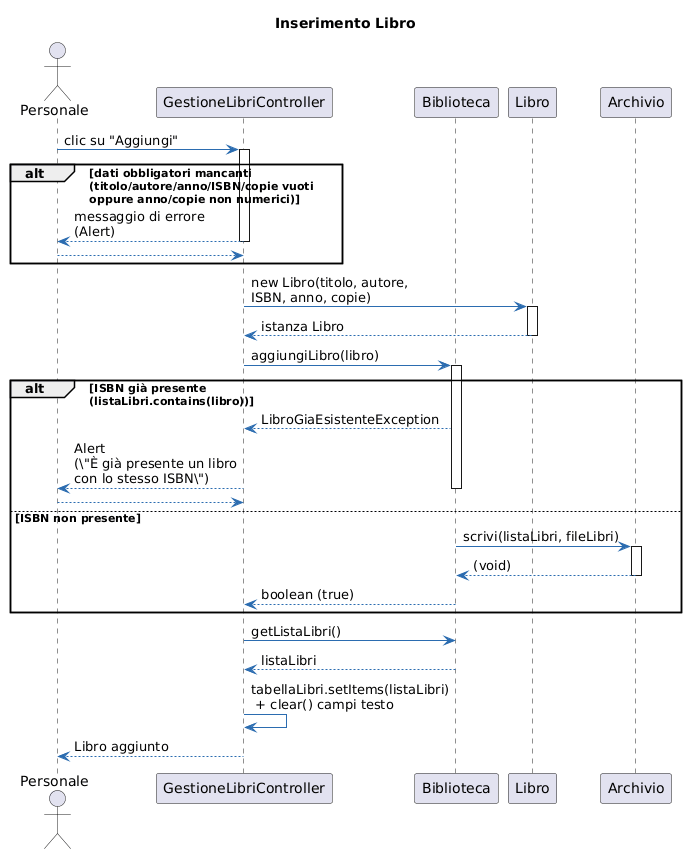 Inserimento Libro
Personale
GestioneLibriController
Biblioteca
Libro
Archivio
clic su "Aggiungi"
alt
[dati obbligatori mancanti
(titolo/autore/anno/ISBN/copie vuoti
oppure anno/copie non numerici)]
messaggio di errore
(Alert)
new Libro(titolo, autore,
ISBN, anno, copie)
istanza Libro
aggiungiLibro(libro)
alt
[ISBN già presente
(listaLibri.contains(libro))]
LibroGiaEsistenteException
Alert
(\"È già presente un libro
con lo stesso ISBN\")
[ISBN non presente]
scrivi(listaLibri, fileLibri)
(void)
boolean (true)
getListaLibri()
listaLibri
tabellaLibri.setItems(listaLibri)
+ clear() campi testo
Libro aggiunto
Personale
GestioneLibriController
Biblioteca
Libro
Archivio